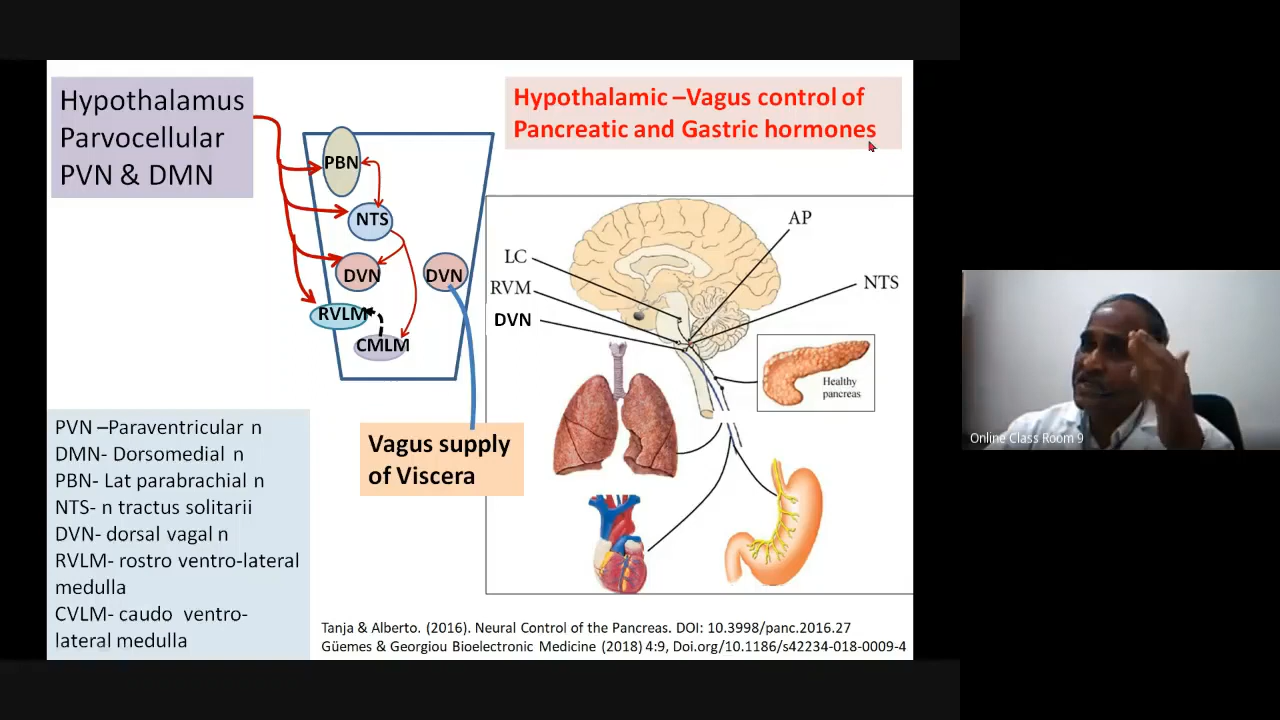 Hypothalamus
Parvocellular
PVN & DMN
Hypothalamic –Vagus control of
Pancreatic and Gastric hormones
PBN
NTS
DVN
DVN
RVLM
CMLM
AP
LC
NTS
RVM
DVN
Healthy
pancreas
Vagus supply
of Viscera
PVN –Paraventricular n
DMN- Dorsomedial n
PBN- Lat parabrachial n
NTS- n tractus solitarii
DVN- dorsal vagal n
RVLM- rostro ventro-lateral
medulla
CVLM- caudo ventro-
lateral medulla
Tanja & Alberto. (2016). Neural Control of the Pancreas. DOI: 10.3998/panc.2016.27
Güemes & Georgiou Bioelectronic Medicine (2018) 4:9, Doi.org/10.1186/s42234-018-0009-4
Online Class Room 9